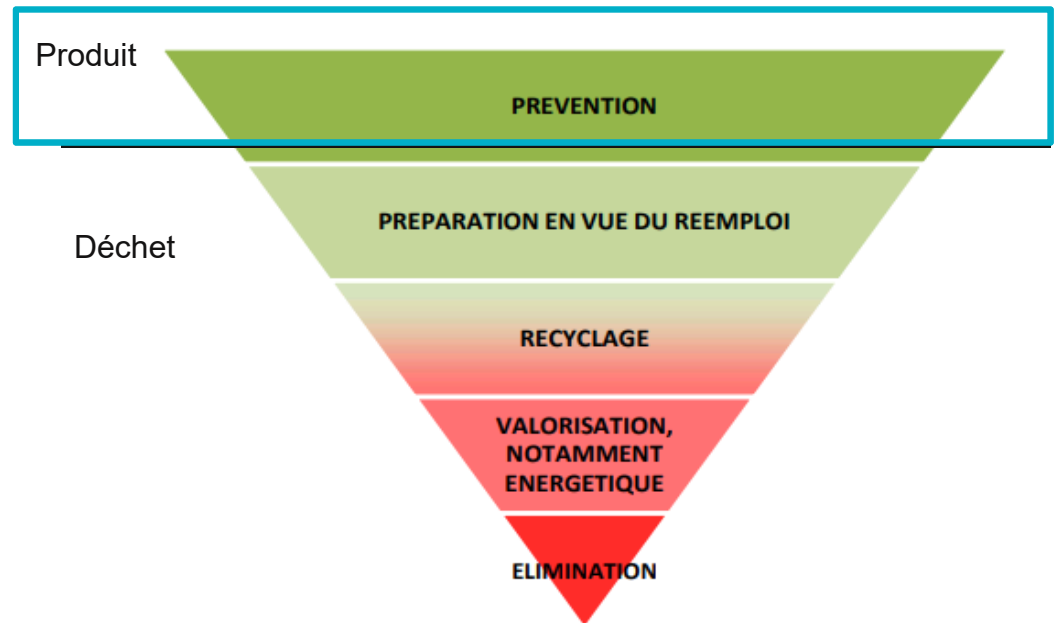 Produit
PREVENTION
PREPARATION EN VUE DU REEMPLOI
Déchet
RECYCLAGE
VALORISATION,
NOTAMMENT
ENERGETIQUE
ELIMINATION